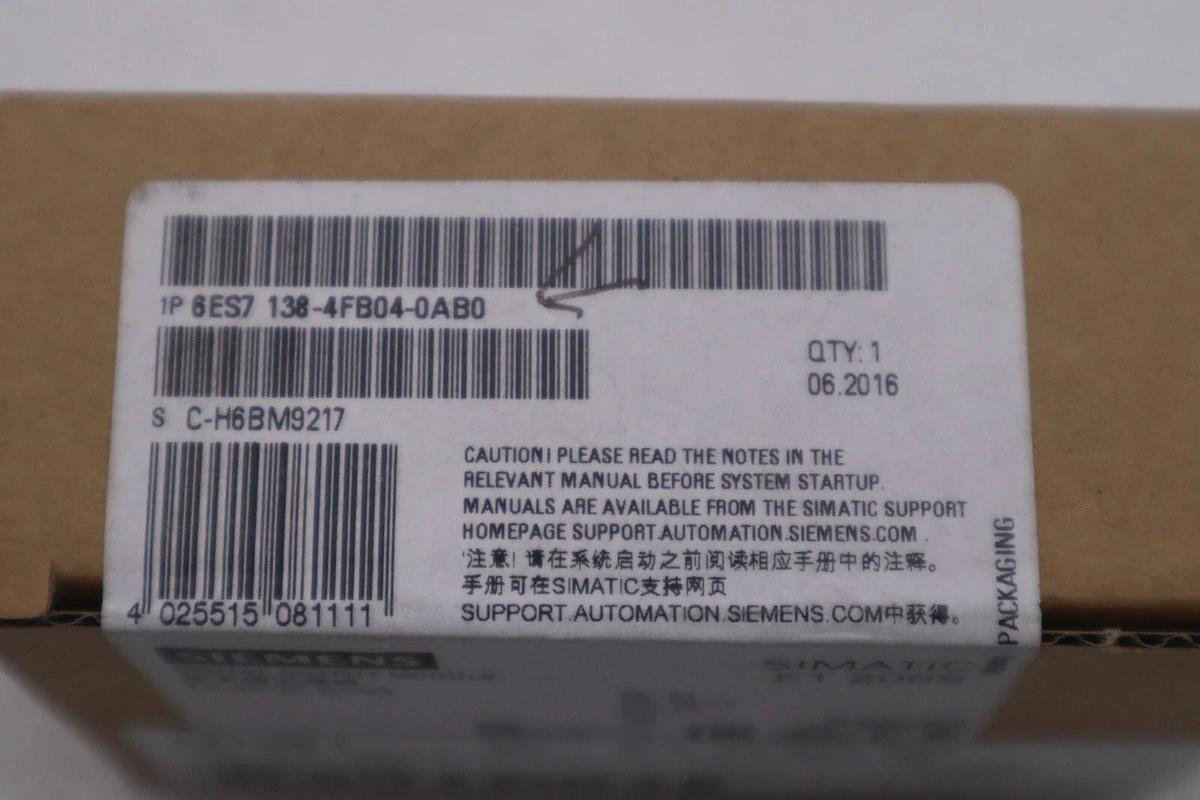 1P 6ES7 138-4FB04-0AB0
QTY: 1
06.2016
S C-H6BM9217
4 025515 081111
CAUTION! PLEASE READ THE NOTES IN THE
RELEVANT MANUAL BEFORE SYSTEM STARTUP.
MANUALS ARE AVAILABLE FROM THE SIMATIC SUPPORT
HOMEPAGE SUPPORT.AUTOMATION.SIEMENS.COM .
'注意! 请在系统启动之前阅读相应手册中的注释。
手册可在SIMATIC支持网页
SUPPORT.AUTOMATION.SIEMENS.COM中获得。
PACKAGING
SIEMENS
SIMATIC
ET 200S